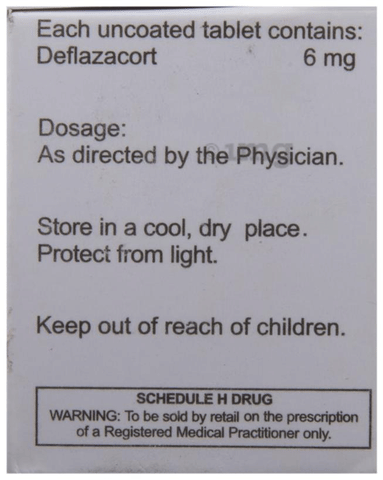 Each uncoated tablet contains:
Deflazacort 6 mg
Dosage:
As directed by the Physician.
1mg
Store in a cool, dry place.
Protect from light.
Keep out of reach of children.
SCHEDULE H DRUG
WARNING: To be sold by retail on the prescription
of a Registered Medical Practitioner only.